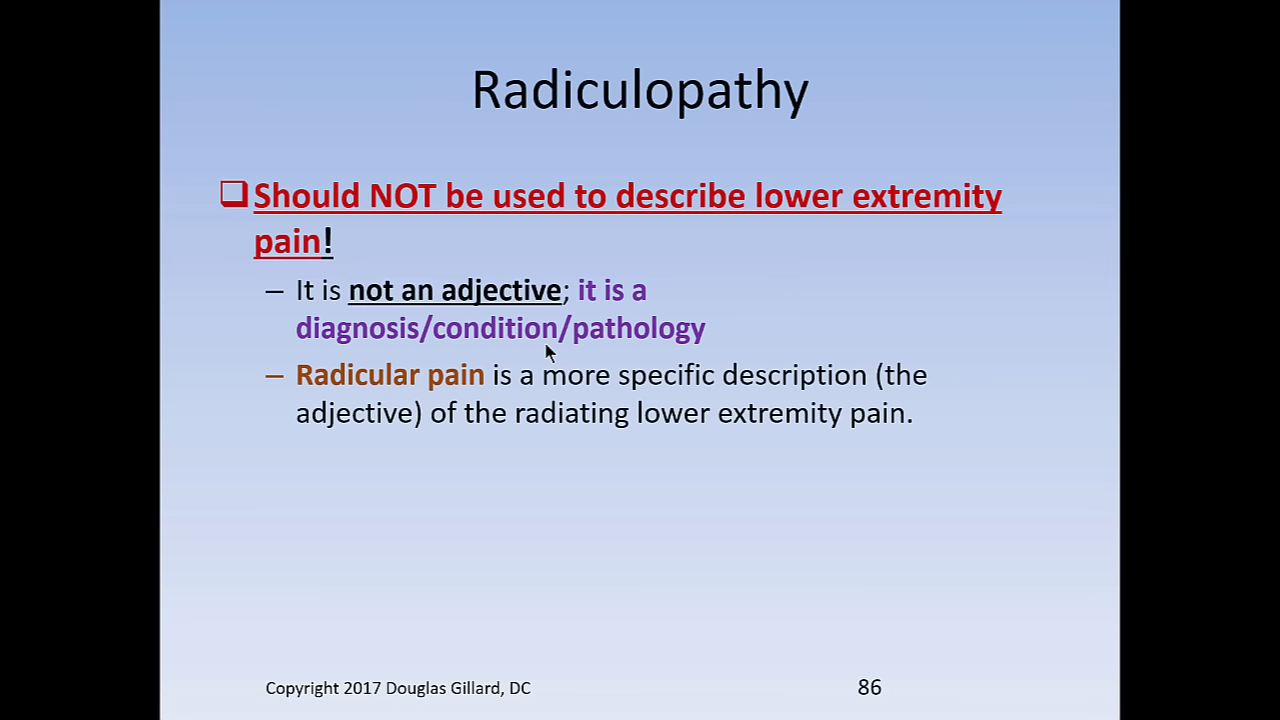 Radiculopathy
❑Should NOT be used to describe lower extremity
pain!
– It is not an adjective; it is a
diagnosis/condition/pathology
– Radicular pain is a more specific description (the
adjective) of the radiating lower extremity pain.
Copyright 2017 Douglas Gillard, DC
86